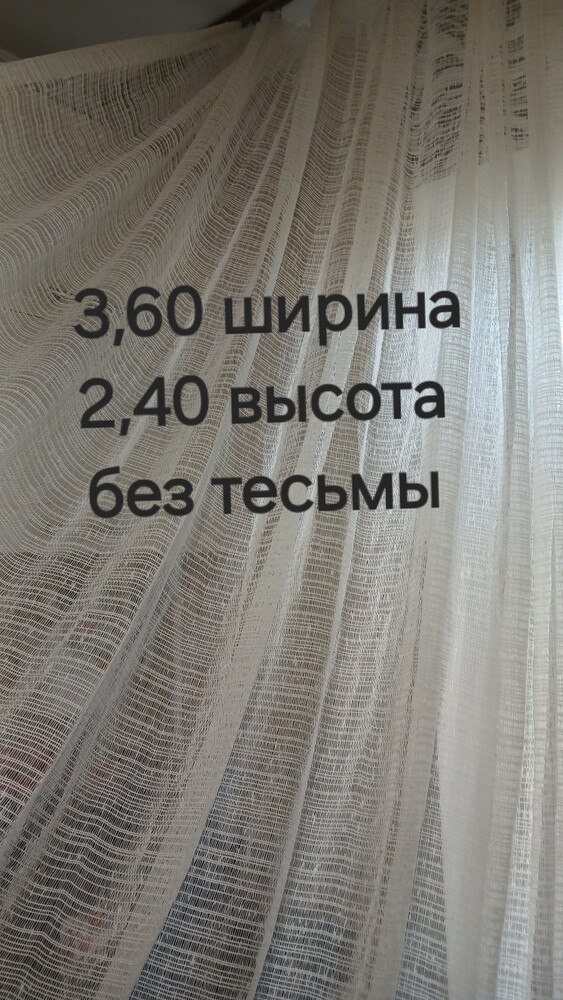 3,60 ширина
2,40 высота
без тесьмы